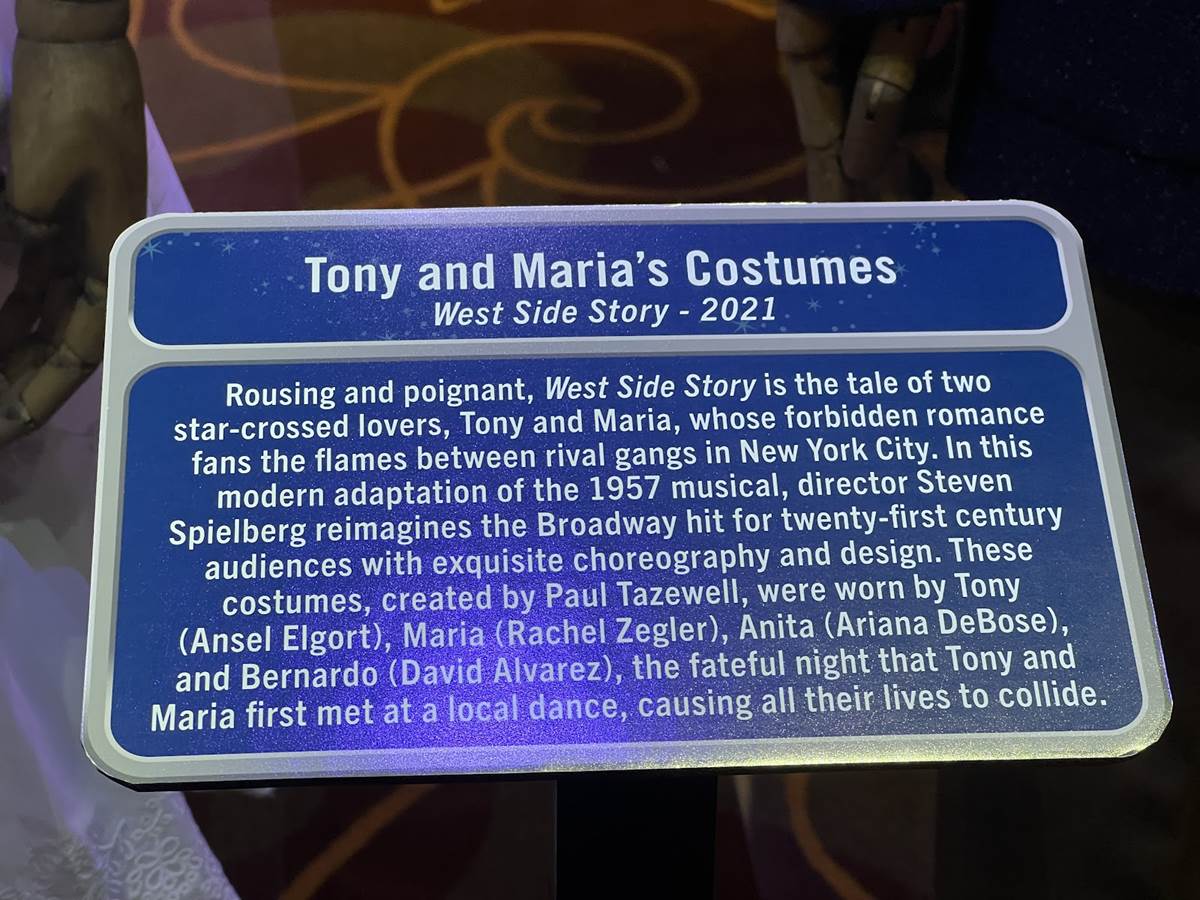 Tony and Maria's Costumes
West Side Story - 2021
Rousing and poignant, West Side Story is the tale of two
star-crossed lovers, Tony and Maria, whose forbidden romance
fans the flames between rival gangs in New York City. In this
modern adaptation of the 1957 musical, director Steven
Spielberg reimagines the Broadway hit for twenty-first century
audiences with exquisite choreography and design. These
costumes, created by Paul Tazewell, were worn by Tony
(Ansel Elgort), Maria (Rachel Zegler), Anita (Ariana DeBose),
and Bernardo (David Alvarez), the fateful night that Tony and
Maria first met at a local dance, causing all their lives to collide.